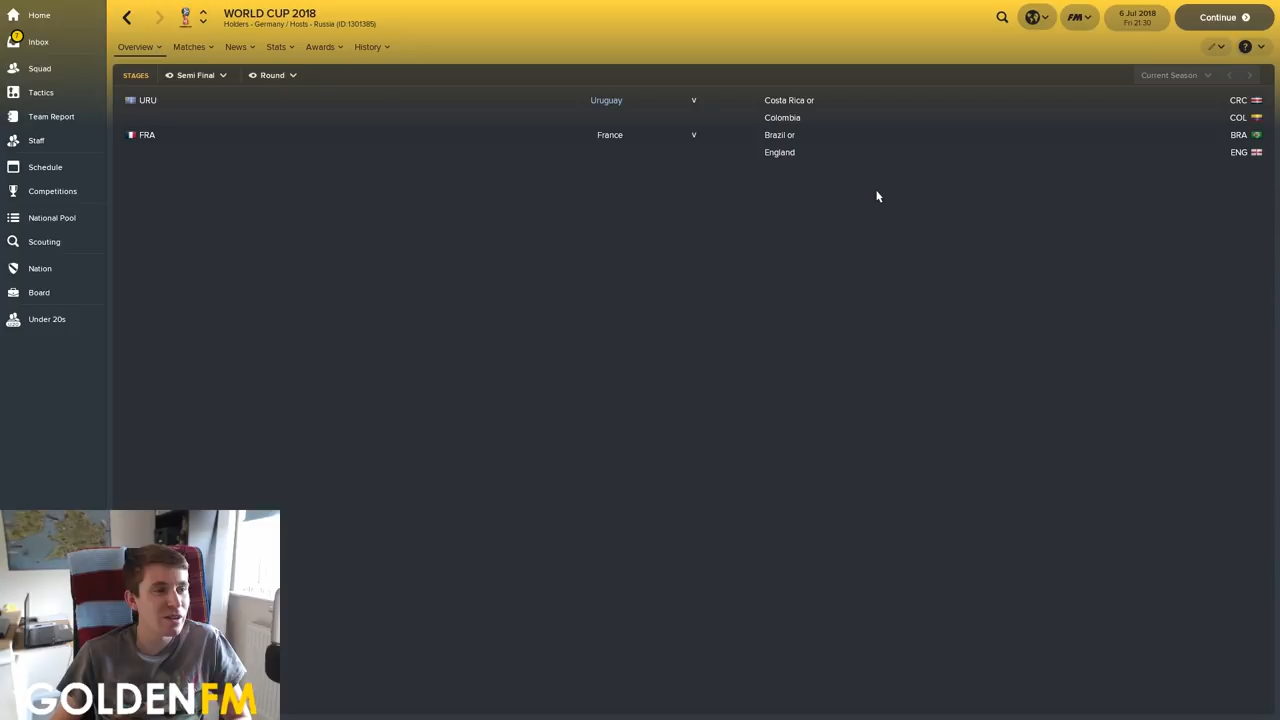 Home
WORLD CUP 2018
Holders - Germany / Hosts - Russia (ID:1301385)
FM
6 Jul 2018
Fri 21:30
Continue
7
Inbox
Overview
Matches
News
Stats
Awards
History
?
Squad
STAGES
Semi Final
Round
Current Season
Tactics
URU
Uruguay
v
Costa Rica or
CRC
Team Report
Colombia
COL
FRA
France
v
Brazil or
BRA
Staff
England
ENG
Schedule
Competitions
National Pool
Scouting
Nation
Board
Under 20s
GOLDENFM